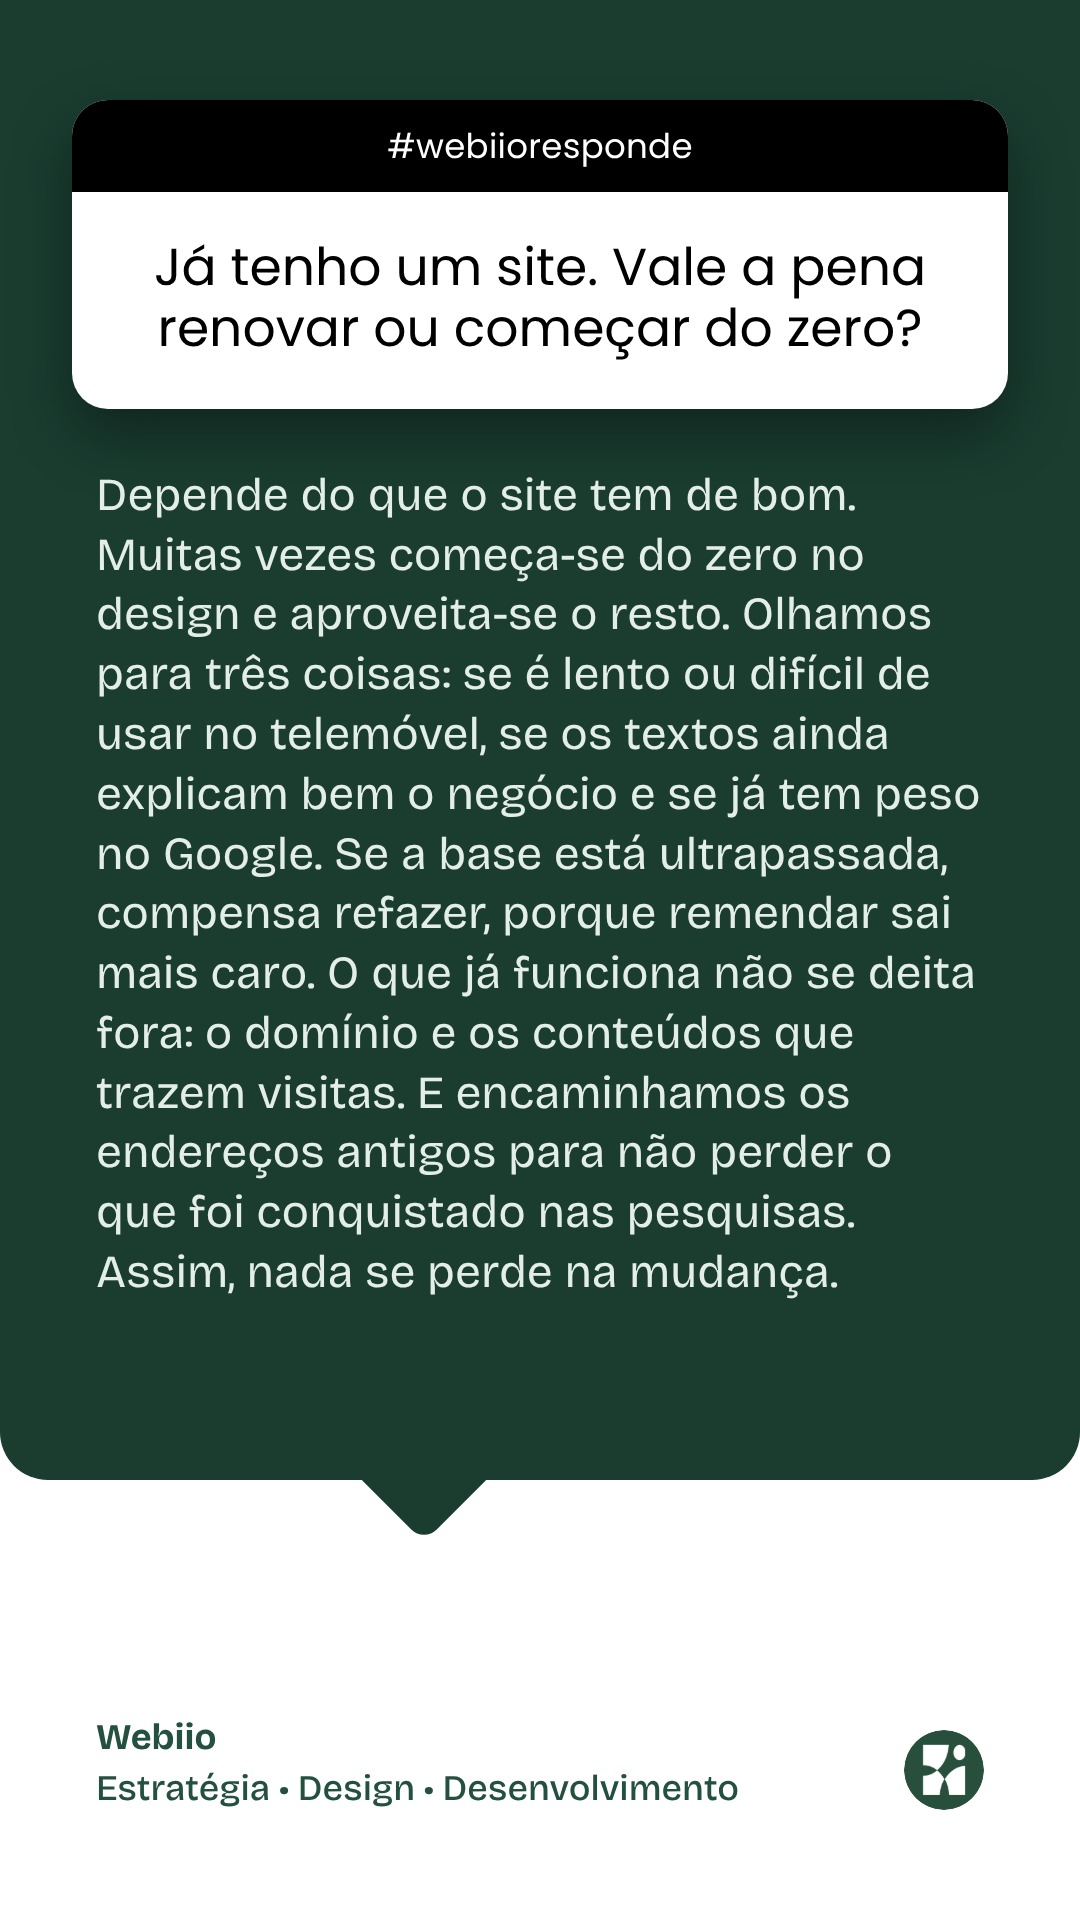 #webiioresponde
Já tenho um site. Vale a pena
renovar ou começar do zero?
Depende do que o site tem de bom.
Muitas vezes começa-se do zero no
design e aproveita-se o resto. Olhamos
para três coisas: se é lento ou difícil de
usar no telemóvel, se os textos ainda
explicam bem o negócio e se já tem peso
no Google. Se a base está ultrapassada,
compensa refazer, porque remendar sai
mais caro. O que já funciona não se deita
fora: o domínio e os conteúdos que
trazem visitas. E encaminhamos os
endereços antigos para não perder o
que foi conquistado nas pesquisas.
Assim, nada se perde na mudança.
Webiio
Estratégia • Design • Desenvolvimento